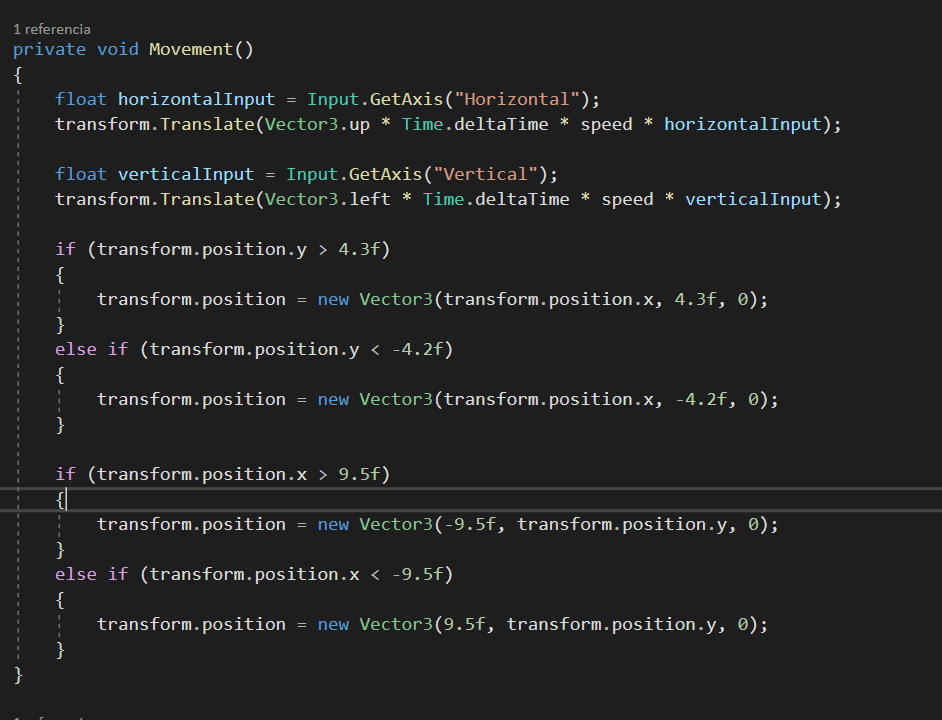 1 referencia
private void Movement()
{
float horizontalInput = Input.GetAxis("Horizontal");
transform.Translate(Vector3.up * Time.deltaTime * speed * horizontalInput);
float verticalInput = Input.GetAxis("Vertical");
transform.Translate(Vector3.left * Time.deltaTime * speed * verticalInput);
if (transform.position.y > 4.3f)
{
transform.position = new Vector3(transform.position.x, 4.3f, 0);
}
else if (transform.position.y < -4.2f)
{
transform.position = new Vector3(transform.position.x, -4.2f, 0);
}
if (transform.position.x > 9.5f)
{
transform.position = new Vector3(-9.5f, transform.position.y, 0);
}
else if (transform.position.x < -9.5f)
{
transform.position = new Vector3(9.5f, transform.position.y, 0);
}
}